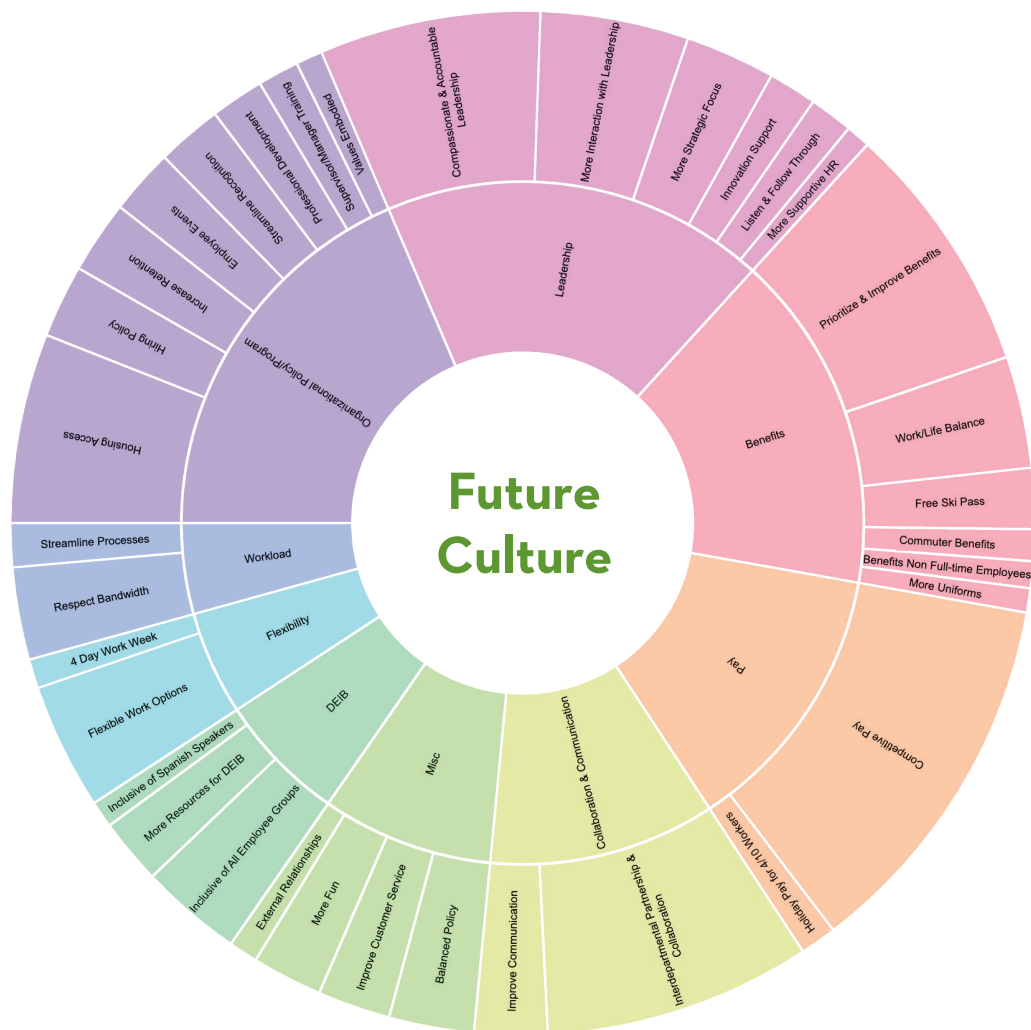 Future
Culture
Leadership
Compassionate & Accountable
Leadership
More Interaction with Leadership
More Strategic Focus
Innovation Support
Listen & Follow Through
More Supportive HR
Benefits
Prioritize & Improve Benefits
Work/Life Balance
Free Ski Pass
Commuter Benefits
Benefits Non Full-time Employees
More Uniforms
Pay
Competitive Pay
Holiday Pay for 4/10 Workers
Collaboration & Communication
Interdepartmental Partnership &
Collaboration
Improve Communication
Misc
Balanced Policy
Improve Customer Service
More Fun
External Relationships
DEIB
Inclusive of All Employee Groups
More Resources for DEIB
Inclusive of Spanish Speakers
Flexibility
Flexible Work Options
4 Day Work Week
Workload
Respect Bandwidth
Streamline Processes
Organizational Policy/Program
Housing Access
Hiring Policy
Increase Retention
Employee Events
Streamline Recognition
Professional Development
Supervisor/Manager Training
Values Embodied